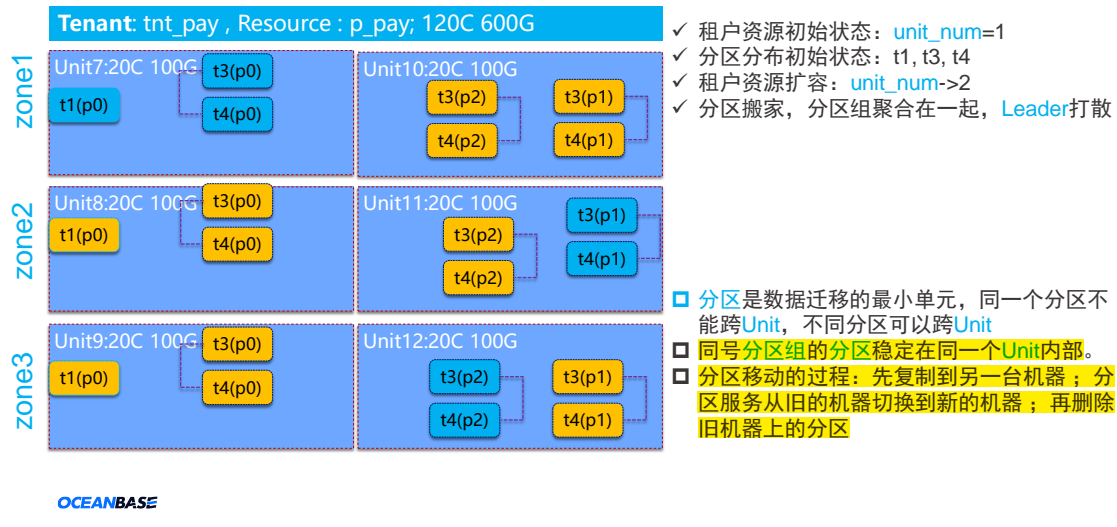 Tenant: tnt_pay , Resource : p_pay; 120C 600G
zone1
Unit7:20C 100G
t1(p0)
t3(p0)
t4(p0)
Unit10:20C 100G
t3(p2)
t4(p2)
t3(p1)
t4(p1)
zone2
Unit8:20C 100G
t1(p0)
t3(p0)
t4(p0)
Unit11:20C 100G
t3(p2)
t4(p2)
t3(p1)
t4(p1)
zone3
Unit9:20C 100G
t1(p0)
t3(p0)
t4(p0)
Unit12:20C 100G
t3(p2)
t4(p2)
t3(p1)
t4(p1)
✓ 租户资源初始状态：unit_num=1
✓ 分区分布初始状态：t1, t3, t4
✓ 租户资源扩容：unit_num->2
✓ 分区搬家，分区组聚合在一起，Leader打散
分区是数据迁移的最小单元，同一个分区不
能跨Unit，不同分区可以跨Unit
同号分区组的分区稳定在同一个Unit内部。
分区移动的过程：先复制到另一台机器；分
区服务从旧的机器切换到新的机器；再删除
旧机器上的分区
OCEANBASE